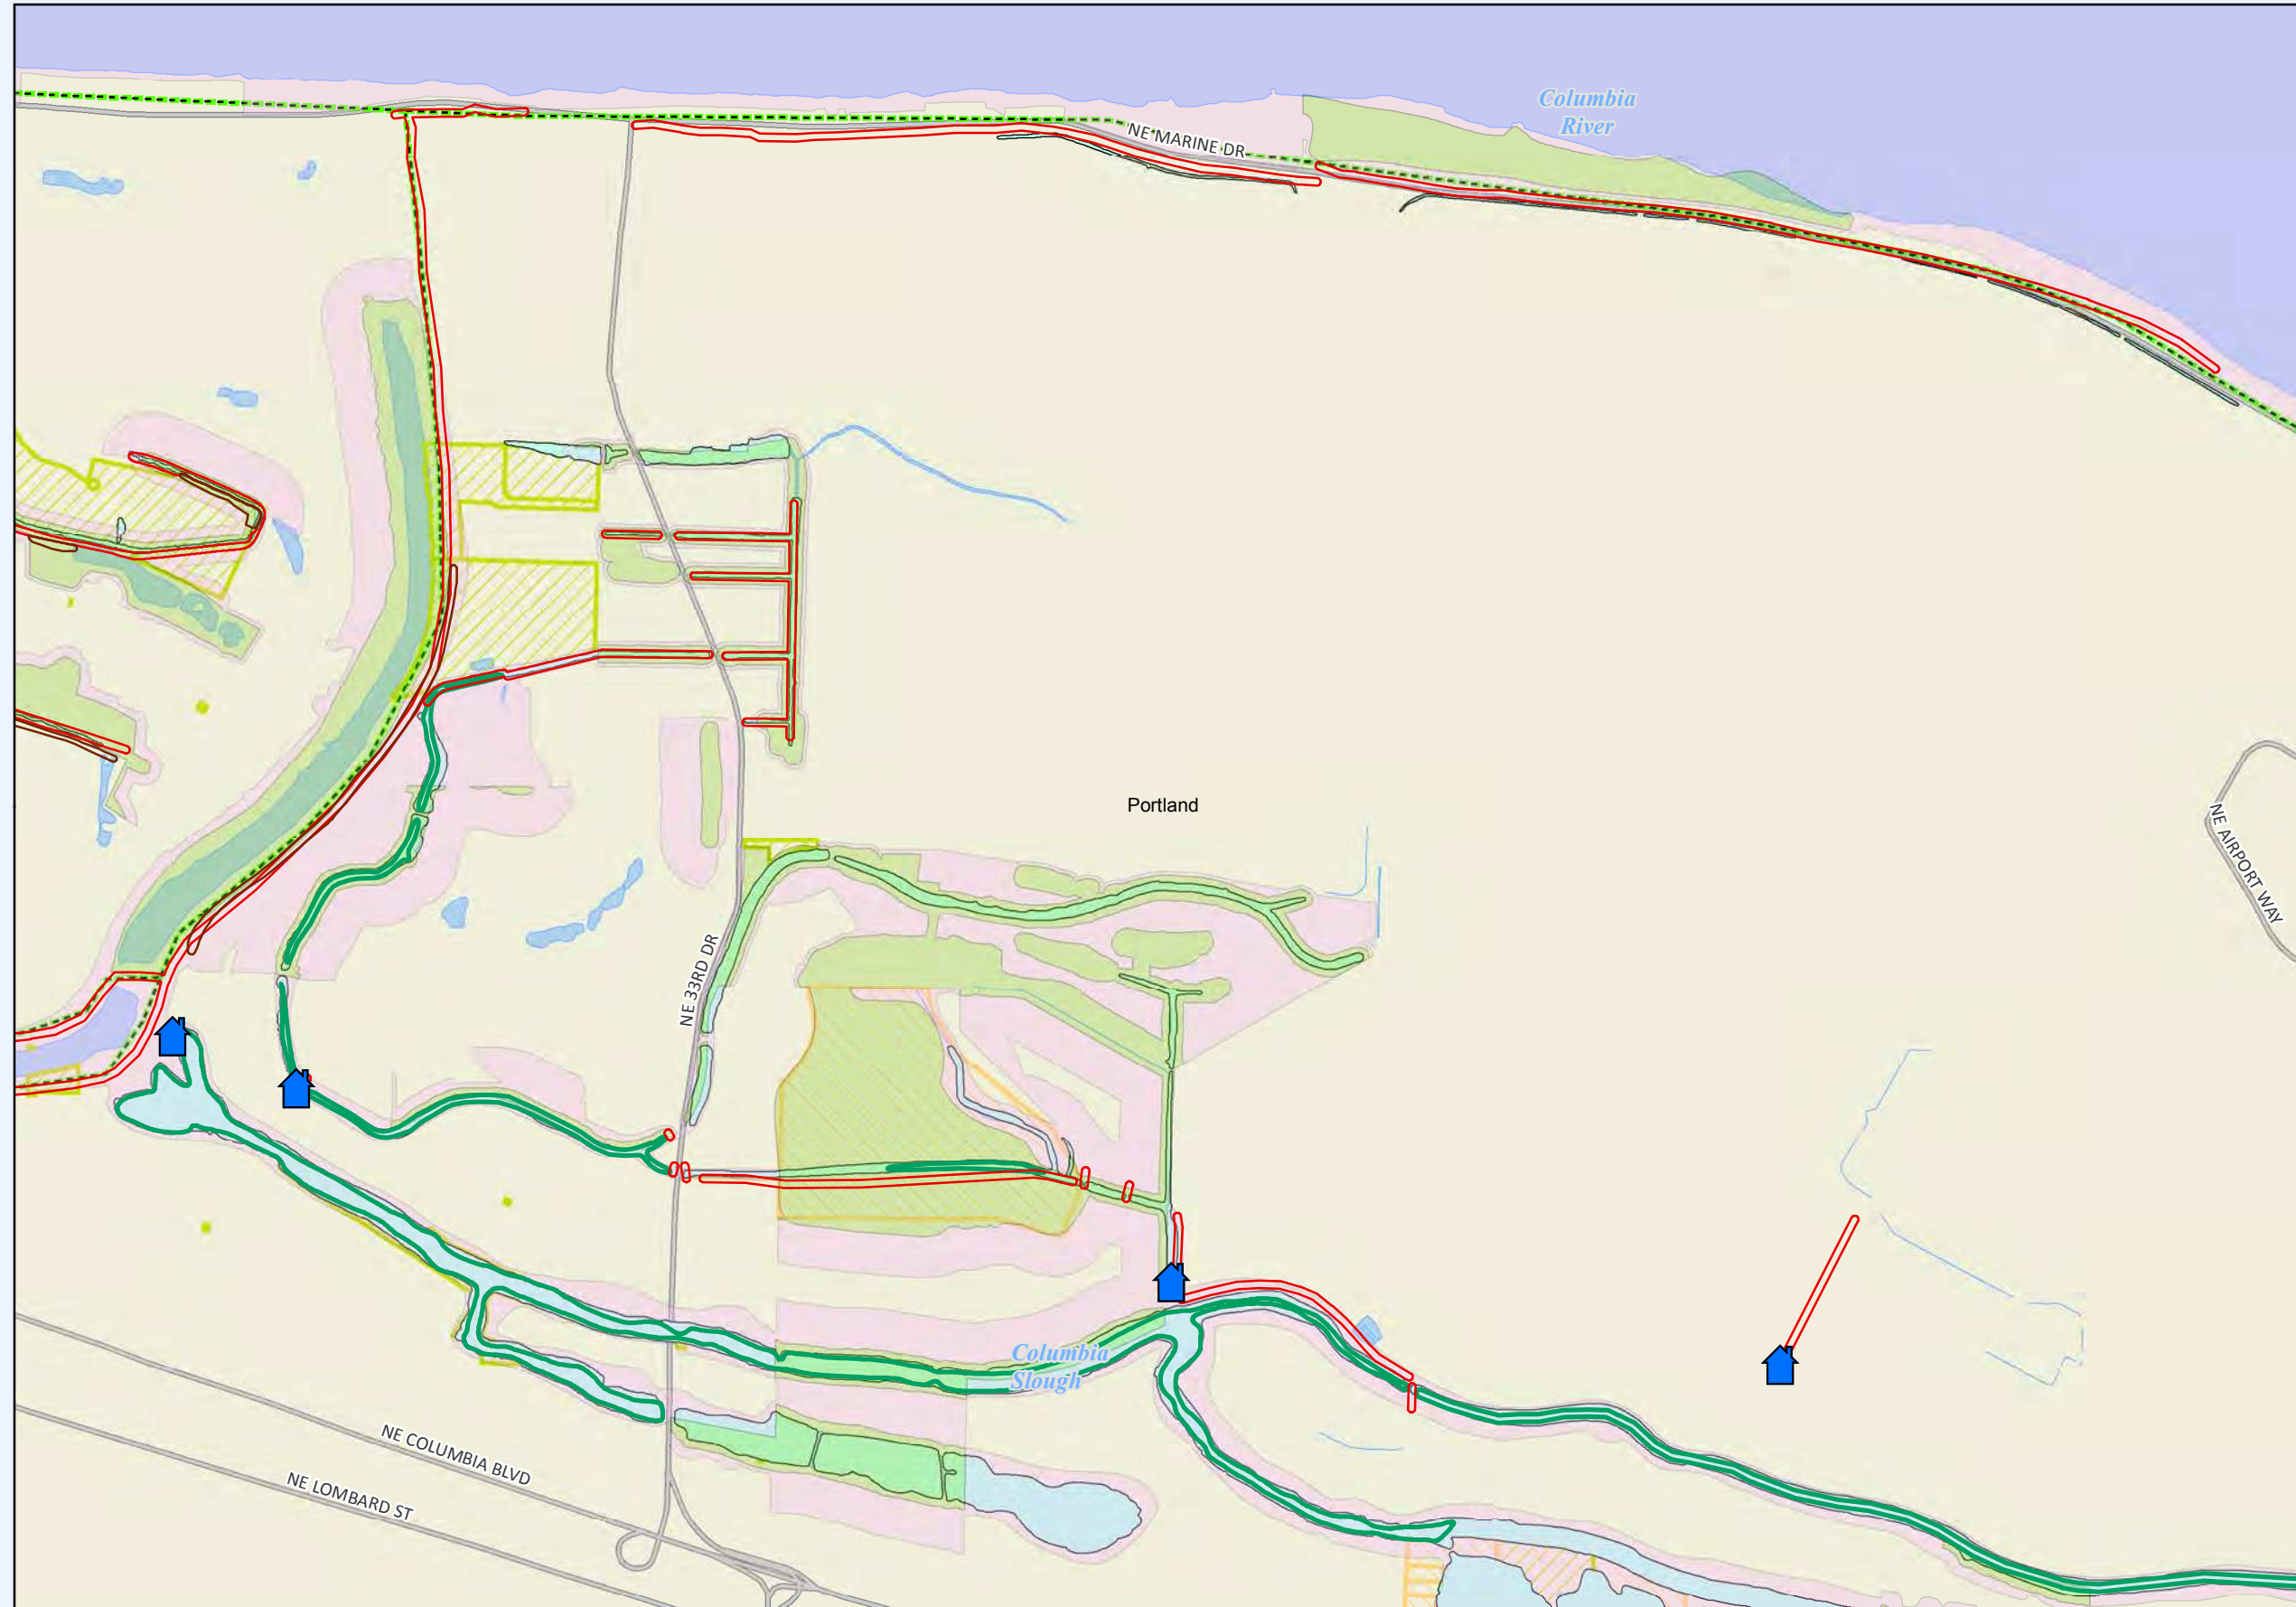 Columbia
River
NE MARINE DR
Portland
NE AIRPORT WAY
NE 33RD DR
Columbia
Slough
NE COLUMBIA BLVD
NE LOMBARD ST